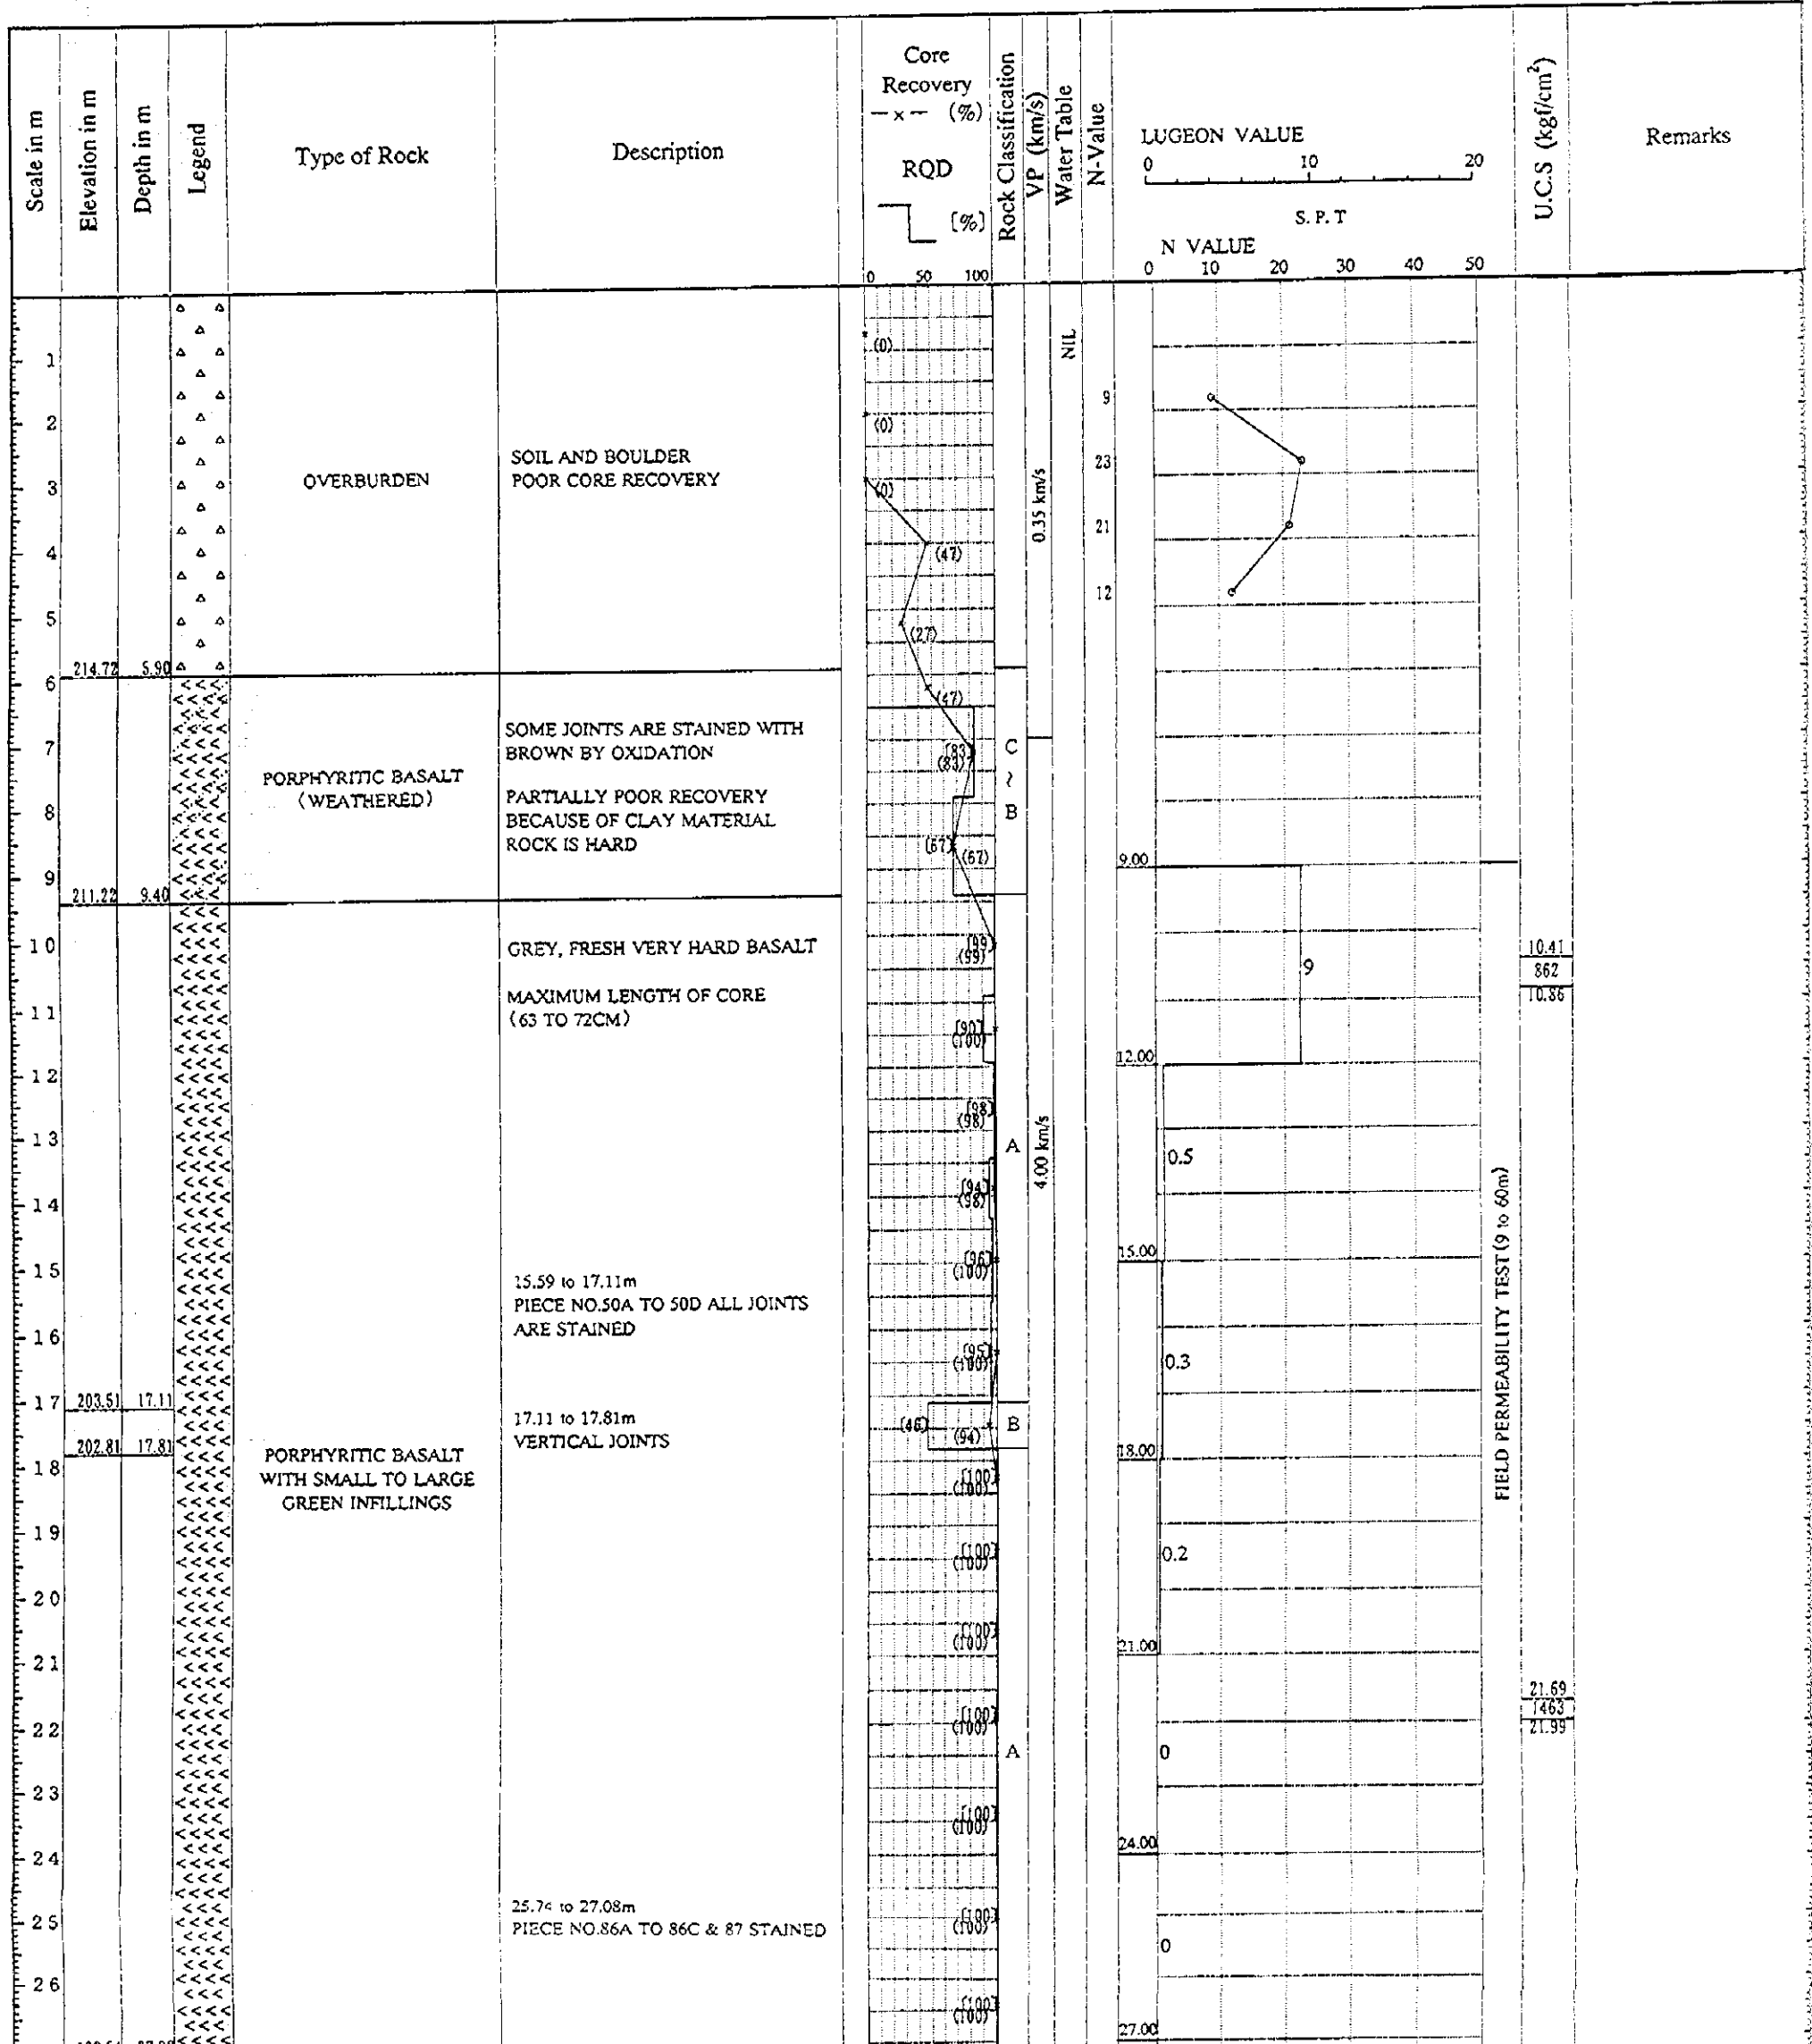 Scale in m
Elevation in m
Depth in m
Legend
Type of Rock
Description
Core
Recovery
—x— (%)
RQD
[%]
0 50 100
Rock Classification
VP (km/s)
Water Table
N-Value
LUGEON VALUE
0 10 20
S.P.T
N VALUE
0 10 20 30 40 50
U.C.S (kgf/cm²)
Remarks
NIL
(0)
1
9
2
(0)
SOIL AND BOULDER
23
OVERBURDEN
POOR CORE RECOVERY
3
(0)
0.35 km/s
21
4
(47)
12
5
(27)
214.72 5.90
6
(47)
SOME JOINTS ARE STAINED WITH
7
BROWN BY OXIDATION
[83]
(83)
C
~
B
PORPHYRITIC BASALT
(WEATHERED)
PARTIALLY POOR RECOVERY
8
BECAUSE OF CLAY MATERIAL
ROCK IS HARD
[67]
(67)
9.00
9
211.22 9.40
10
GREY, FRESH VERY HARD BASALT
[99]
(99)
9
10.41
862
10.86
MAXIMUM LENGTH OF CORE
11
(63 TO 72CM)
[90]
(100)
12.00
12
[98]
(98)
13
A
4.00 km/s
0.5
[94]
(98)
14
FIELD PERMEABILITY TEST (9 to 60m)
15.00
[96]
(100)
15
15.59 to 17.11m
PIECE NO.50A TO 50D ALL JOINTS
ARE STAINED
16
[95]
(100)
0.3
17
203.51 17.11
17.11 to 17.81m
VERTICAL JOINTS
[46]
(94)
B
202.81 17.81
18.00
18
PORPHYRITIC BASALT
WITH SMALL TO LARGE
GREEN INFILLINGS
[100]
(100)
19
[100]
(100)
0.2
20
[100]
(100)
21.00
21
21.69
1463
21.99
[100]
(100)
22
A
0
23
[100]
(100)
24.00
24
25.74 to 27.08m
PIECE NO.86A TO 86C & 87 STAINED
25
[100]
(100)
0
26
[100]
(100)
27.00